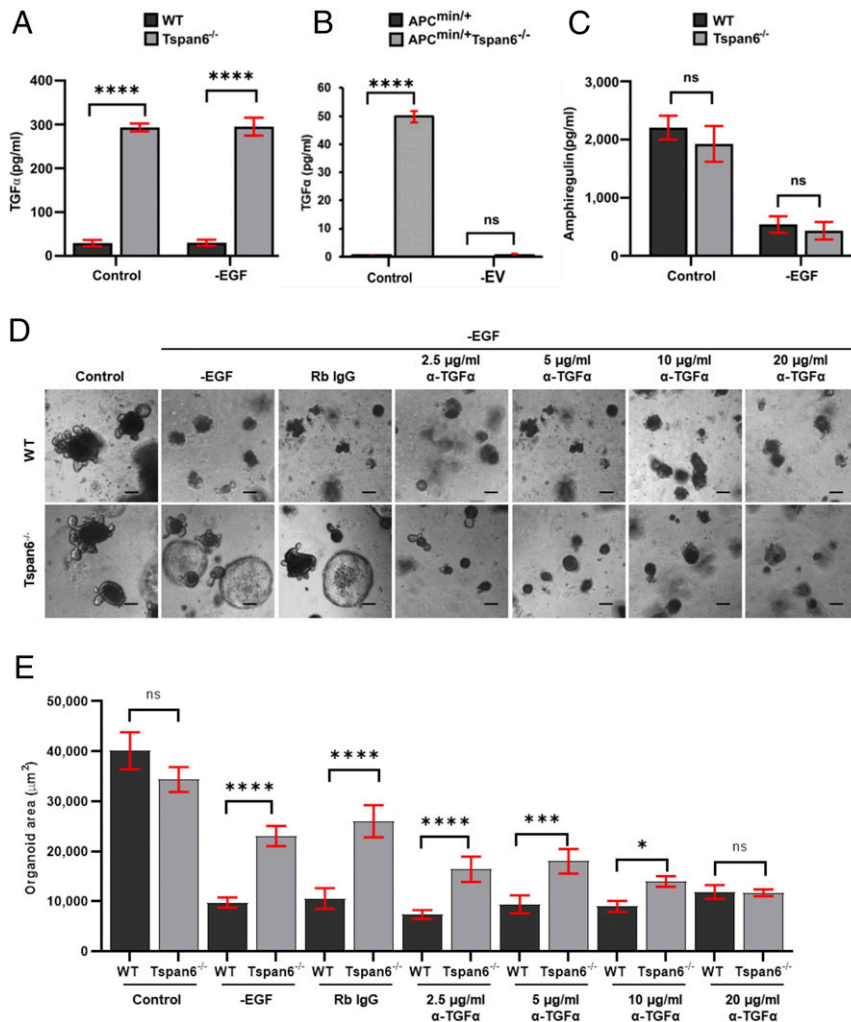 A
WT
Tspan6-/-
****
****
400
300
200
100
0
TGFα (pg/ml)
Control
-EGF
B
APCmin/+
APCmin/+Tspan6-/-
****
ns
60
50
40
30
20
10
0
TGFα (pg/ml)
Control
-EV
C
WT
Tspan6-/-
ns
ns
3,000
2,000
1,000
0
Amphiregulin(pg/ml)
Control
-EGF
D
-EGF
Control
-EGF
Rb IgG
2.5 µg/ml
α-TGFα
5 µg/ml
α-TGFα
10 µg/ml
α-TGFα
20 µg/ml
α-TGFα
WT
Tspan6-/-
E
50,000
40,000
30,000
20,000
10,000
0
Organoid area (µm2)
ns
****
****
****
***
*
ns
WT Tspan6-/- WT Tspan6-/- WT Tspan6-/- WT Tspan6-/- WT Tspan6-/- WT Tspan6-/- WT Tspan6-/-
Control
-EGF
Rb IgG
2.5 µg/ml
α-TGFα
5 µg/ml
α-TGFα
10 µg/ml
α-TGFα
20 µg/ml
α-TGFα